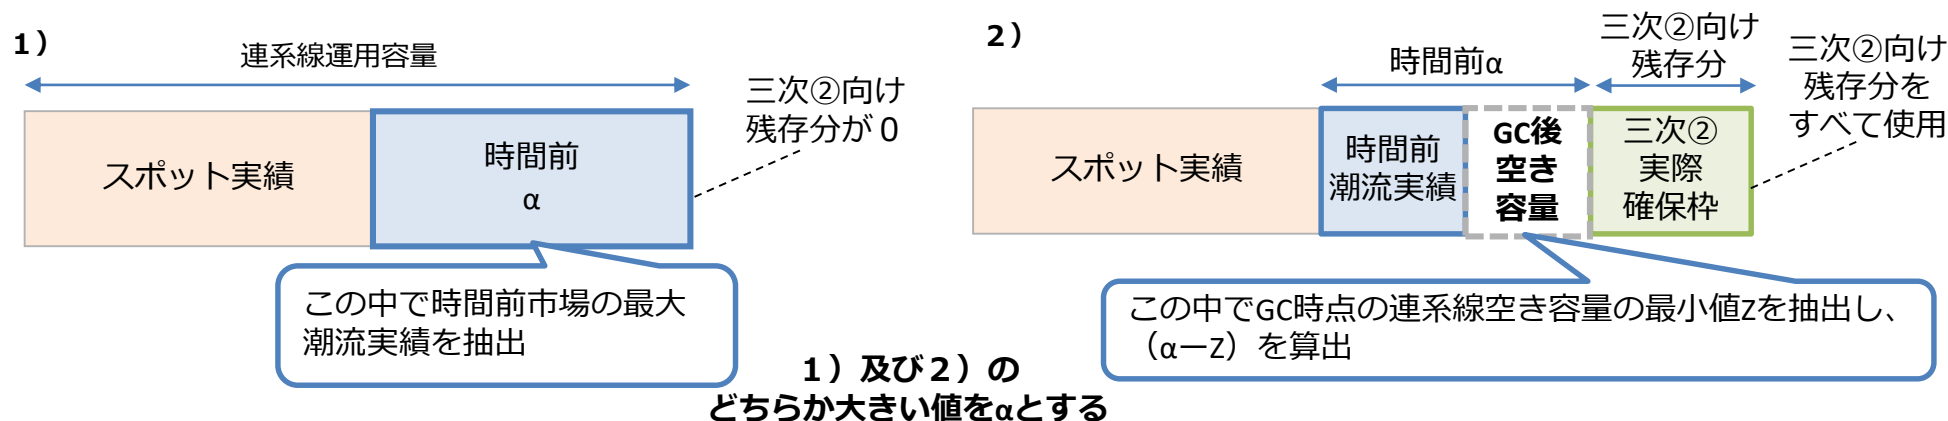 １）
連系線運用容量
三次②向け
残存分が０
スポット実績
時間前
α
この中で時間前市場の最大
潮流実績を抽出
２）
時間前α
三次②向け
残存分
三次②向け
残存分を
すべて使用
スポット実績
時間前
潮流実績
GC後
空き
容量
三次②
実際
確保枠
この中でGC時点の連系線空き容量の最小値Zを抽出し、
（αーZ）を算出
１）及び２）の
どちらか大きい値をαとする